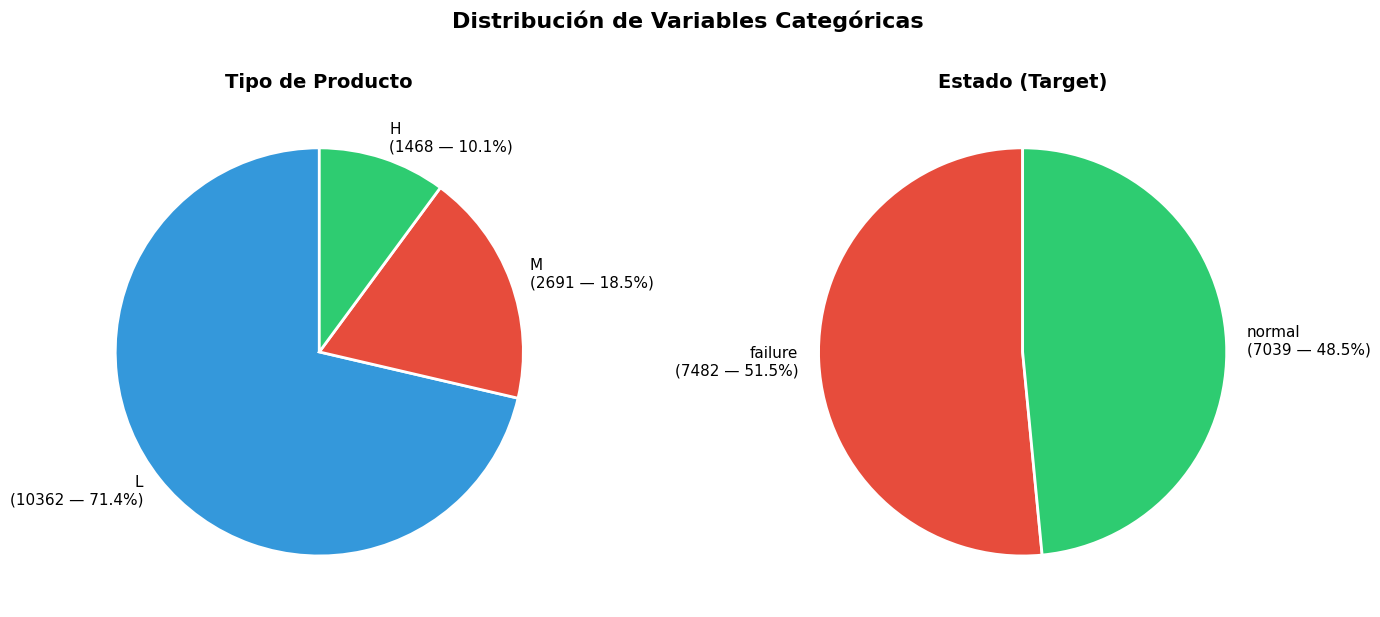 Distribución de Variables Categóricas
Tipo de Producto
H
(1468 — 10.1%)
M
(2691 — 18.5%)
L
(10362 — 71.4%)
Estado (Target)
failure
(7482 — 51.5%)
normal
(7039 — 48.5%)